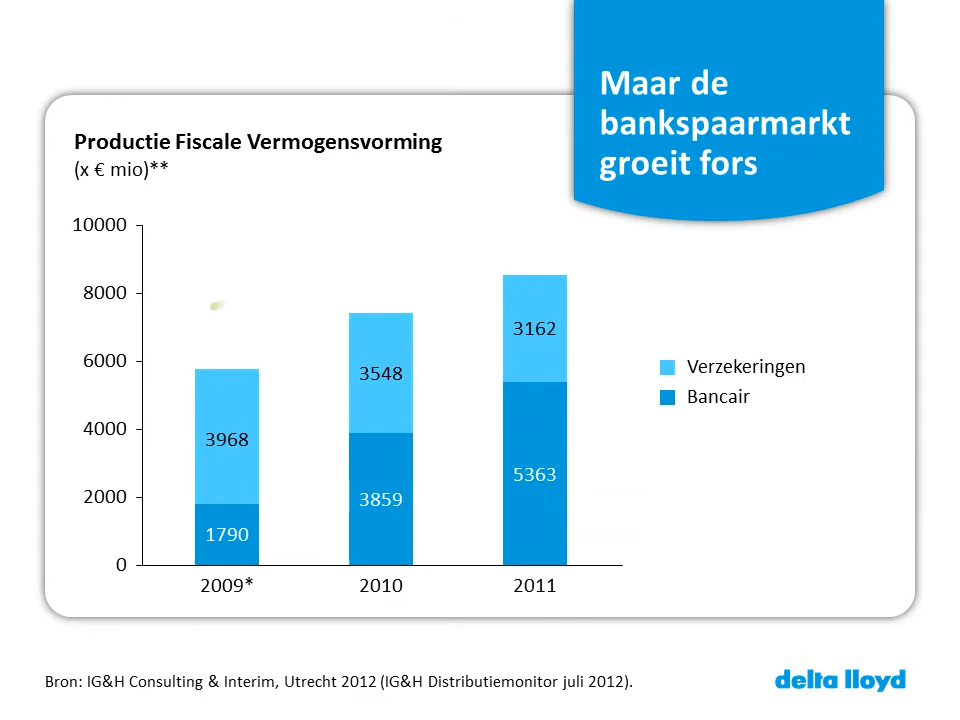 Maar de
bankspaarmarkt
groeit fors
Productie Fiscale Vermogensvorming
(x € mio)**
10000
8000
6000
4000
2000
0
3968
1790
3548
3859
3162
5363
2009*
2010
2011
Verzekeringen
Bancair
Bron: IG&H Consulting & Interim, Utrecht 2012 (IG&H Distributiemonitor juli 2012).
delta lloyd